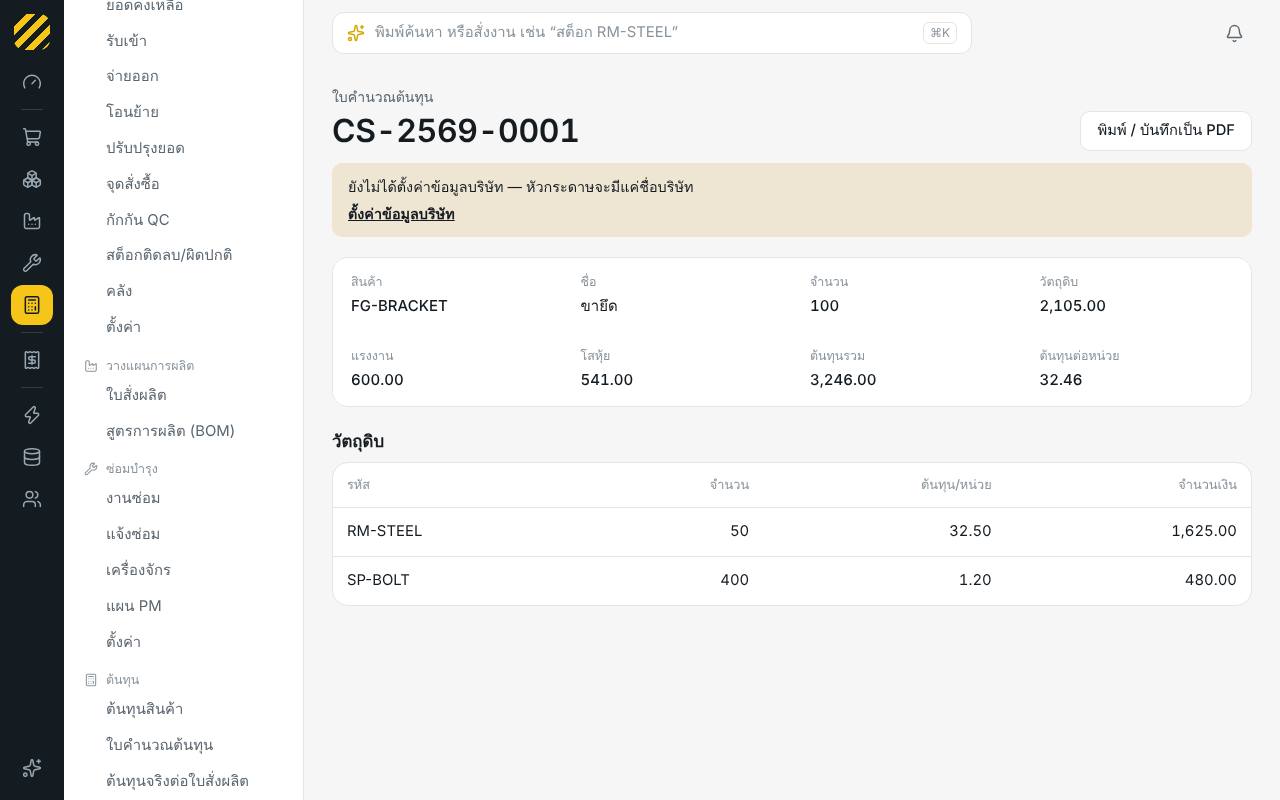 ยอดคงเหลือ
รับเข้า
จ่ายออก
โอนย้าย
ปรับปรุงยอด
จุดสั่งซื้อ
กักกัน QC
สต็อกติดลบ/ผิดปกติ
คลัง
ตั้งค่า
วางแผนการผลิต
ใบสั่งผลิต
สูตรการผลิต (BOM)
ซ่อมบำรุง
งานซ่อม
แจ้งซ่อม
เครื่องจักร
แผน PM
ตั้งค่า
ต้นทุน
ต้นทุนสินค้า
ใบคำนวณต้นทุน
ต้นทุนจริงต่อใบสั่งผลิต
พิมพ์ค้นหา หรือสั่งงาน เช่น “สต็อก RM-STEEL” ⌘K
ใบคำนวณต้นทุน
CS-2569-0001
พิมพ์ / บันทึกเป็น PDF
ยังไม่ได้ตั้งค่าข้อมูลบริษัท — หัวกระดาษจะมีแค่ชื่อบริษัท
ตั้งค่าข้อมูลบริษัท
สินค้า ชื่อ จำนวน วัตถุดิบ
FG-BRACKET ขายึด 100 2,105.00
แรงงาน โสหุ้ย ต้นทุนรวม ต้นทุนต่อหน่วย
600.00 541.00 3,246.00 32.46
วัตถุดิบ
รหัส จำนวน ต้นทุน/หน่วย จำนวนเงิน
RM-STEEL 50 32.50 1,625.00
SP-BOLT 400 1.20 480.00